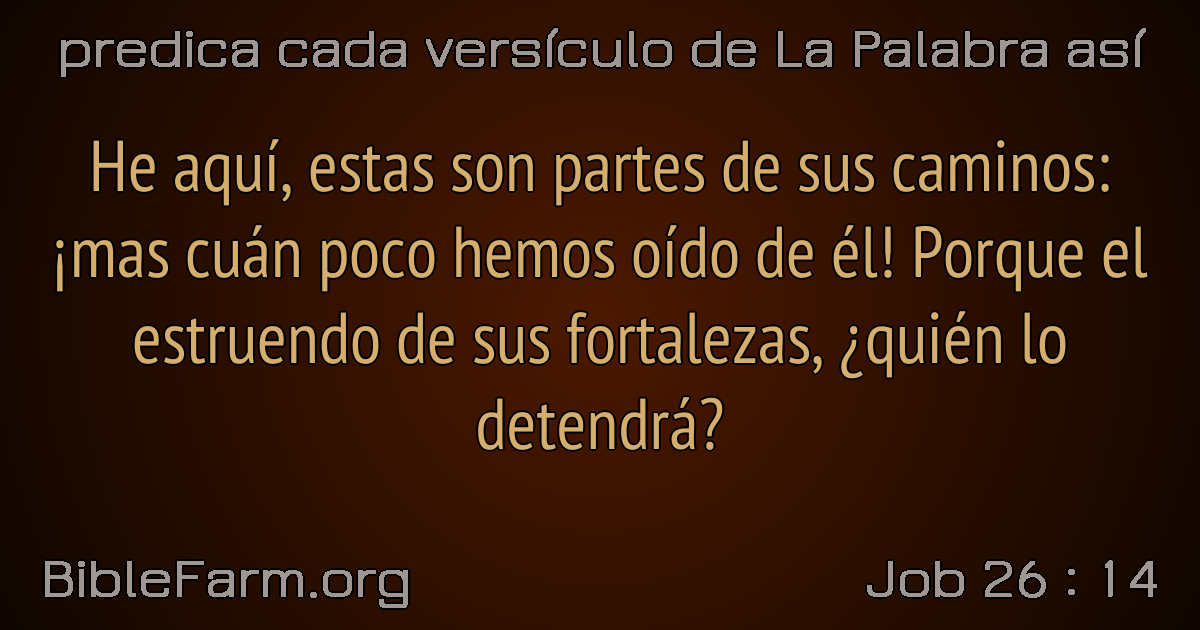 predica cada versículo de La Palabra así
He aquí, estas son partes de sus caminos:
¡mas cuán poco hemos oído de él! Porque el
estruendo de sus fortalezas, ¿quién lo
detendrá?
BibleFarm.org
Job 26 : 14